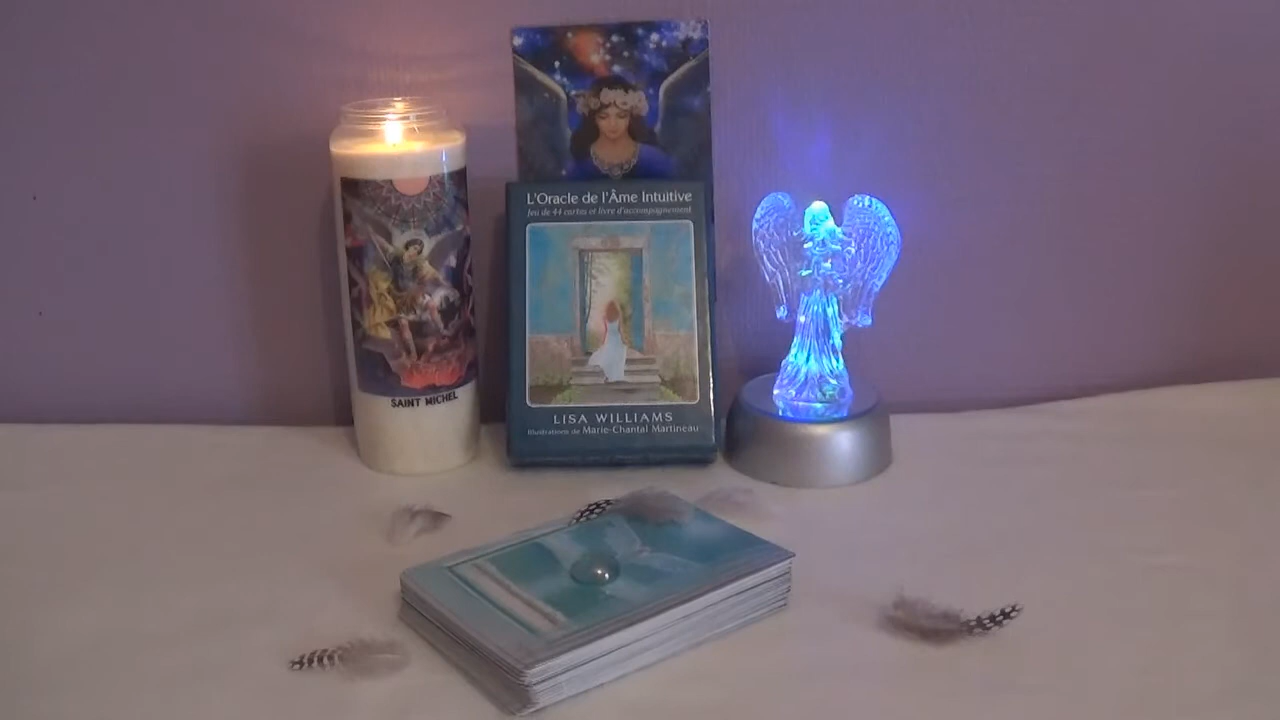 L'Oracle de l'Âme Intuitive
Jeu de 44 cartes et livre d'accompagnement
LISA WILLIAMS
Illustrations de Marie-Chantal Martineau
SAINT MICHEL